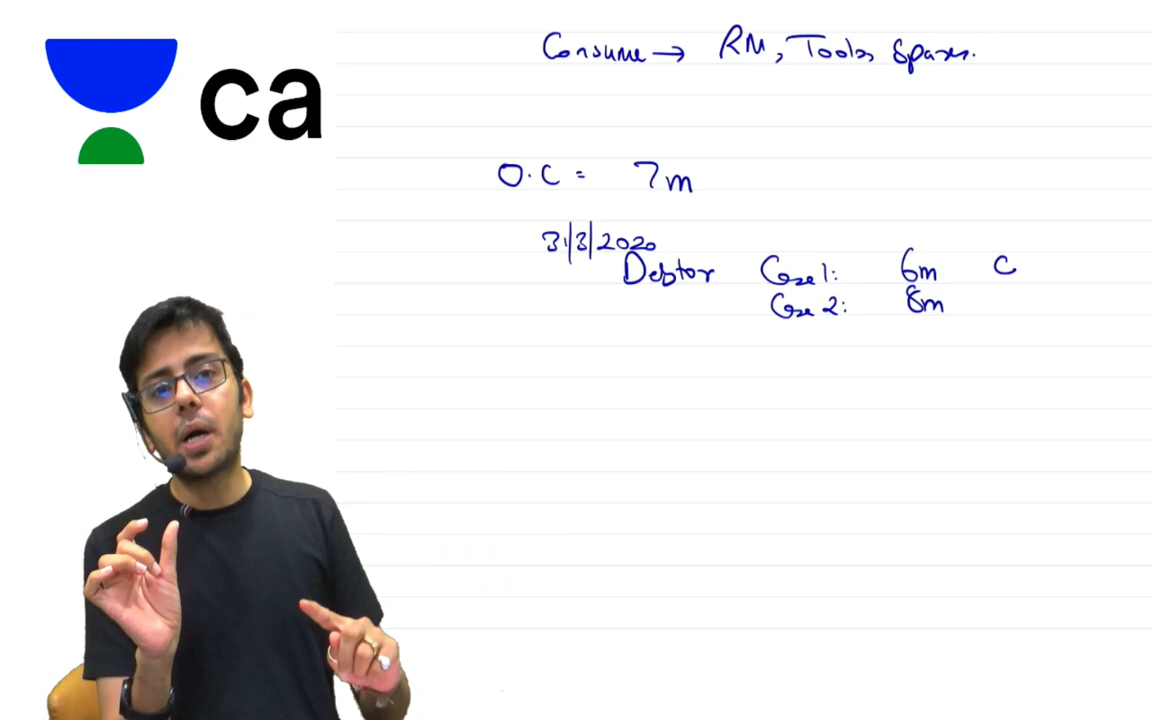 ca
Consume → RM, Tools, Spares.
O.C = 7m
31/3/2020
Debtor Case 1: 6m C
Case 2: 8m